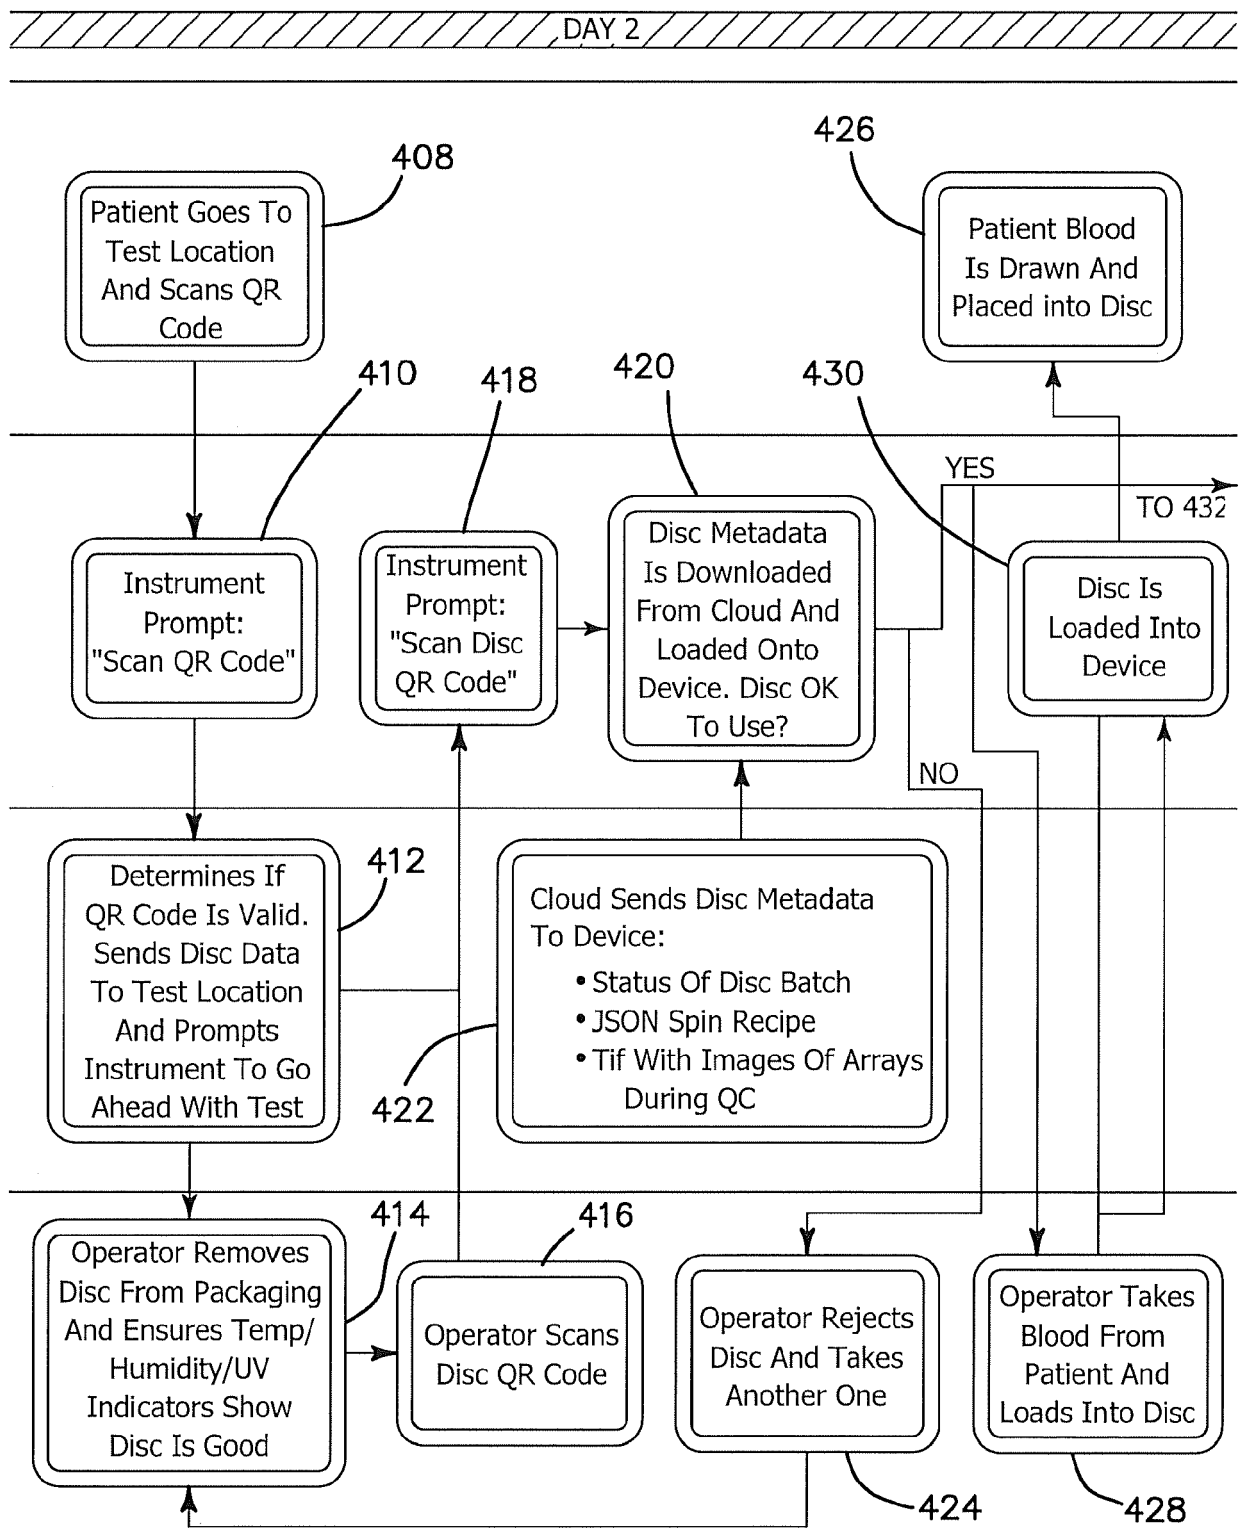 DAY 2
408
Patient Goes To
Test Location
And Scans QR
Code
426
Patient Blood
Is Drawn And
Placed into Disc
410
Instrument
Prompt:
"Scan QR Code"
418
Instrument
Prompt:
"Scan Disc
QR Code"
420
Disc Metadata
Is Downloaded
From Cloud And
Loaded Onto
Device. Disc OK
To Use?
YES
TO 432
NO
430
Disc Is
Loaded Into
Device
412
Determines If
QR Code Is Valid.
Sends Disc Data
To Test Location
And Prompts
Instrument To Go
Ahead With Test
422
Cloud Sends Disc Metadata
To Device:
• Status Of Disc Batch
• JSON Spin Recipe
• Tif With Images Of Arrays
During QC
414
Operator Removes
Disc From Packaging
And Ensures Temp/
Humidity/UV
Indicators Show
Disc Is Good
416
Operator Scans
Disc QR Code
Operator Rejects
Disc And Takes
Another One
424
Operator Takes
Blood From
Patient And
Loads Into Disc
428